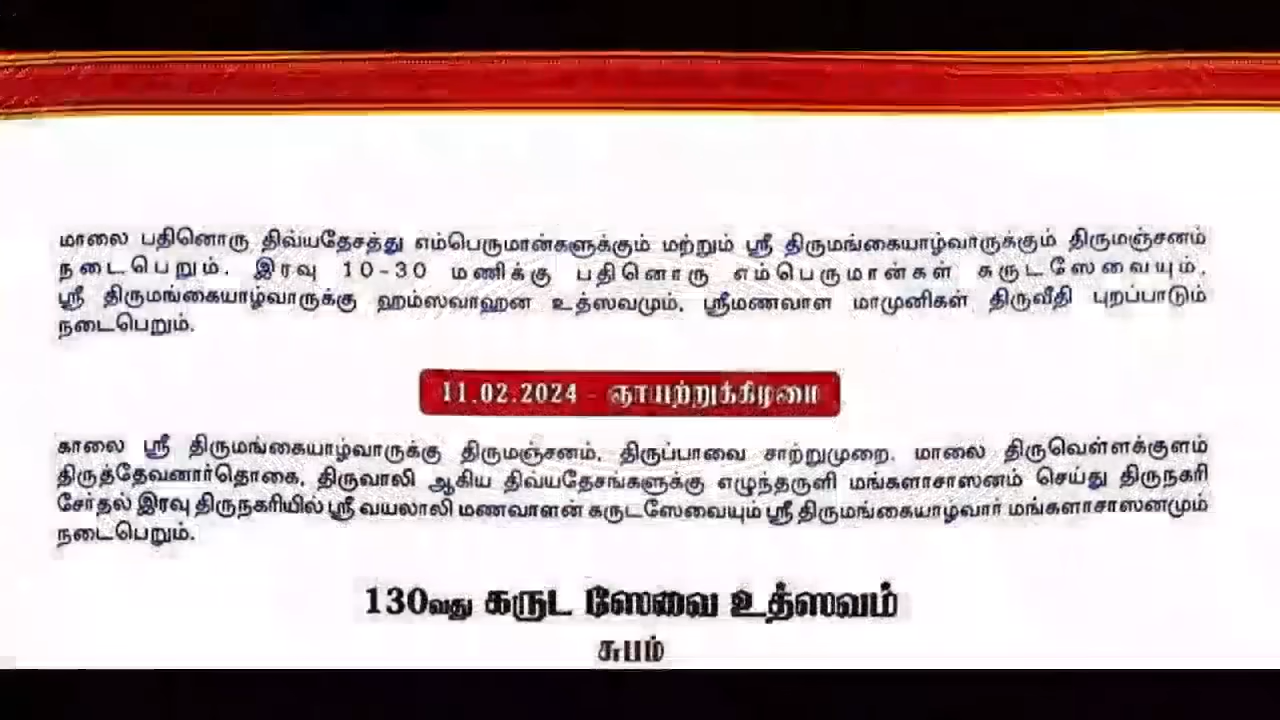 மாலை பதினொரு திவ்யதேசத்து எம்பெருமான்களுக்கும் மற்றும் ஸ்ரீ திருமங்கையாழ்வாருக்கும் திருமஞ்சனம்
நடைபெறும். இரவு 10-30 மணிக்கு பதினொரு எம்பெருமான்கள் கருடஸேவையும்,
ஸ்ரீ திருமங்கையாழ்வாருக்கு ஹம்ஸவாஹன உத்ஸவமும், ஸ்ரீமணவாள மாமுனிகள் திருவீதி புறப்பாடும்
நடைபெறும்.
11.02.2024 - ஞாயற்றுக்கிழமை
காலை ஸ்ரீ திருமங்கையாழ்வாருக்கு திருமஞ்சனம், திருப்பாவை சாற்றுமுறை. மாலை திருவெள்ளக்குளம்
திருத்தேவனார்தொகை, திருவாலி ஆகிய திவ்யதேசங்களுக்கு எழுந்தருளி மங்களாசாஸனம் செய்து திருநகரி
சேர்தல் இரவு திருநகரியில் ஸ்ரீ வயலாலி மணவாளன் கருடஸேவையும் ஸ்ரீ திருமங்கையாழ்வார் மங்களாசாஸனமும்
நடைபெறும்.
130வது கருட ஸேவை உத்ஸவம்
சுபம்